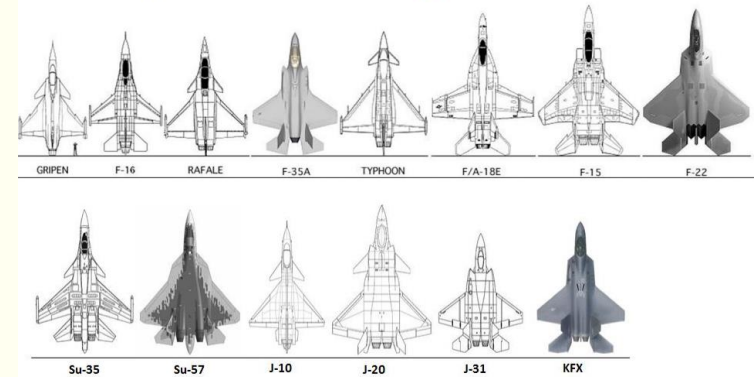 GRIPEN F-16 RAFALE F-35A TYPHOON F/A-18E F-15 F-22
Su-35 Su-57 J-10 J-20 J-31 KFX